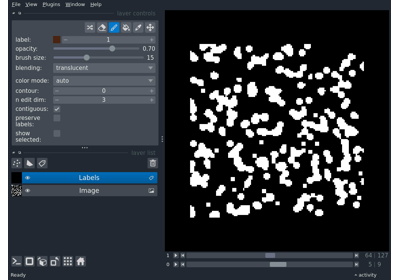 File View Plugins Window Help
layer controls
label: 1
opacity: 0.70
brush size: 15
blending: translucent
color mode: auto
contour: 0
n edit dim: 3
contiguous:
preserve
labels:
show
selected:
layer list
Labels
Image
1 64 127
0 5 9
Ready activity